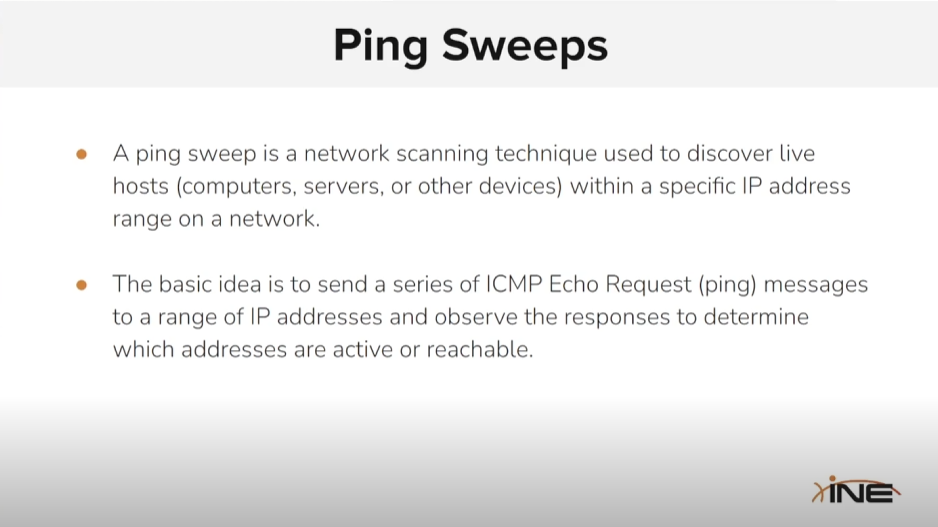 Ping Sweeps
● A ping sweep is a network scanning technique used to discover live
hosts (computers, servers, or other devices) within a specific IP address
range on a network.
● The basic idea is to send a series of ICMP Echo Request (ping) messages
to a range of IP addresses and observe the responses to determine
which addresses are active or reachable.
INE